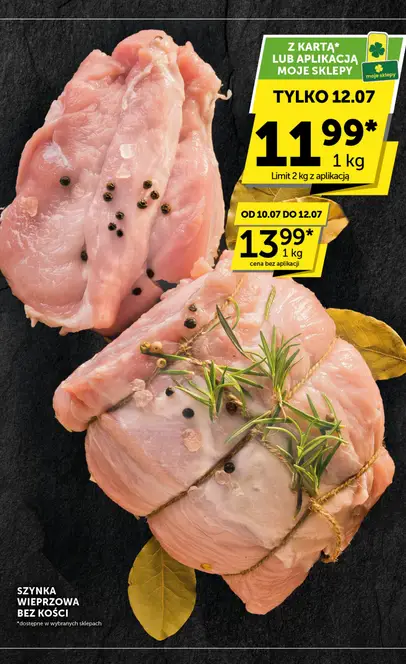 Z KARTĄ*
LUB APLIKACJĄ
MOJE SKLEPY
moje sklepy
TYLKO 12.07
11 99*
1 kg
Limit 2 kg z aplikacją
OD 10.07 DO 12.07
13 99*
1 kg
cena bez aplikacji
SZYNKA
WIEPRZOWA
BEZ KOŚCI
*dostępne w wybranych sklepach